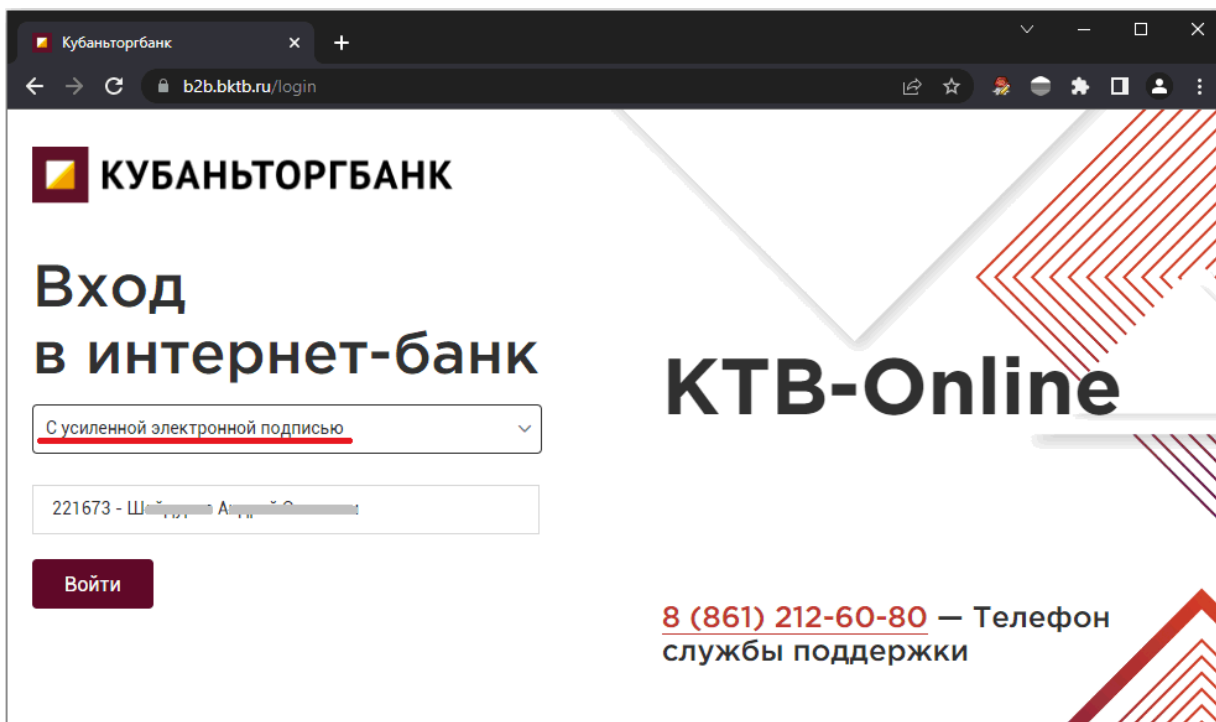 Кубаньторгбанк
b2b.bktb.ru/login
КУБАНЬТОРГБАНК
Вход
в интернет-банк
С усиленной электронной подписью
221673 -
Войти
KTB-Online
8 (861) 212-60-80 — Телефон
службы поддержки